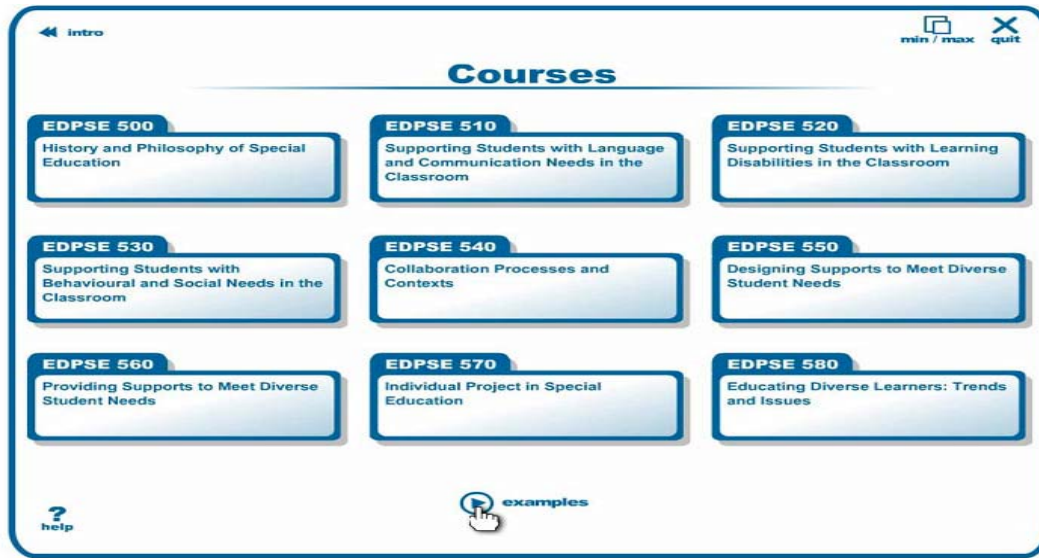 intro
min / max quit
Courses
EDPSE 500
History and Philosophy of Special
Education
EDPSE 510
Supporting Students with Language
and Communication Needs in the
Classroom
EDPSE 520
Supporting Students with Learning
Disabilities in the Classroom
EDPSE 530
Supporting Students with
Behavioural and Social Needs in the
Classroom
EDPSE 540
Collaboration Processes and
Contexts
EDPSE 550
Designing Supports to Meet Diverse
Student Needs
EDPSE 560
Providing Supports to Meet Diverse
Student Needs
EDPSE 570
Individual Project in Special
Education
EDPSE 580
Educating Diverse Learners: Trends
and Issues
examples
?
help